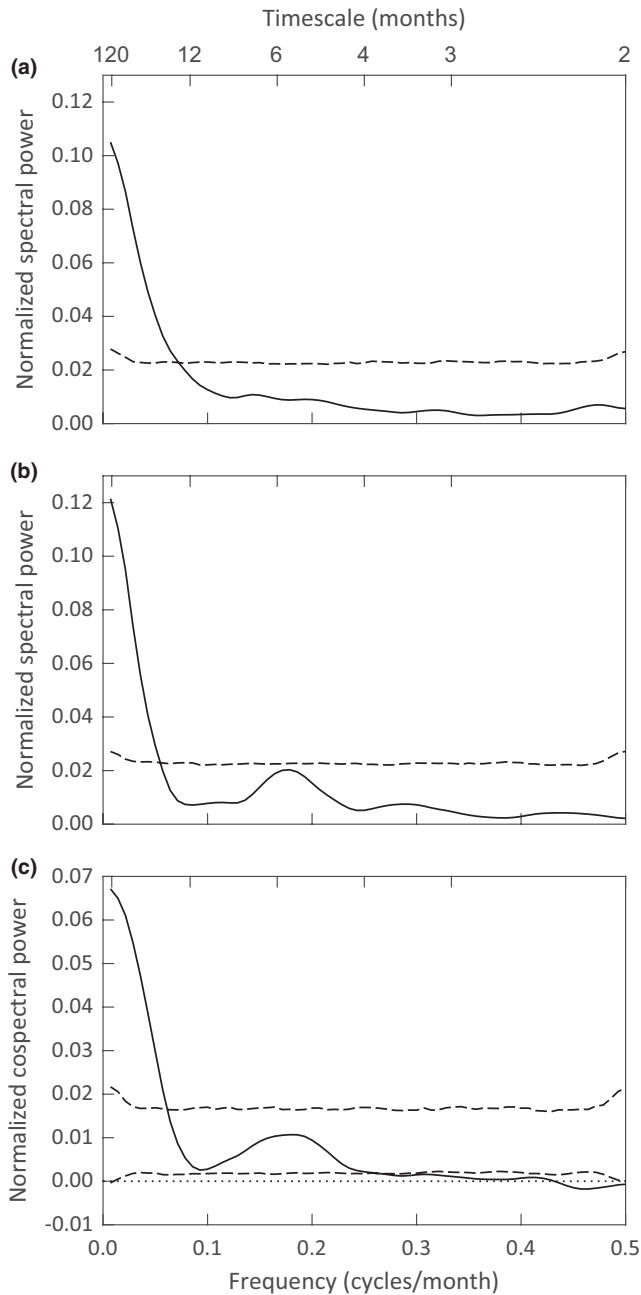 Timescale (months)
120 12 6 4 3 2
(a)
0.12
0.10
0.08
0.06
0.04
0.02
0.00
Normalized spectral power
(b)
0.12
0.10
0.08
0.06
0.04
0.02
0.00
Normalized spectral power
(c)
0.07
0.06
0.05
0.04
0.03
0.02
0.01
0.00
-0.01
Normalized cospectral power
0.0 0.1 0.2 0.3 0.4 0.5
Frequency (cycles/month)